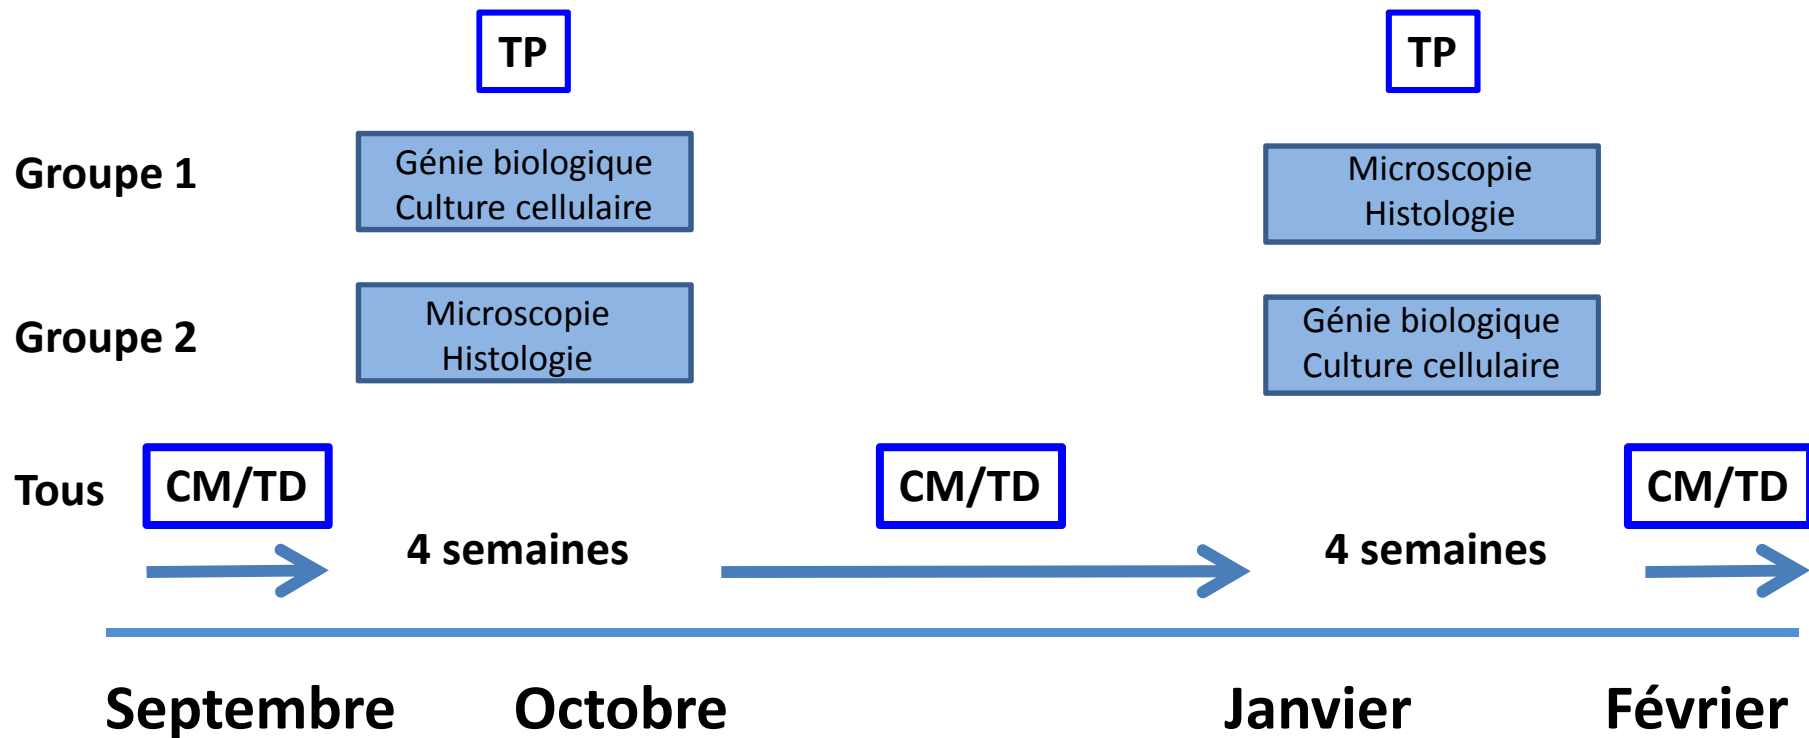 TP
TP
Groupe 1
Génie biologique
Culture cellulaire
Microscopie
Histologie
Groupe 2
Microscopie
Histologie
Génie biologique
Culture cellulaire
Tous
CM/TD
CM/TD
CM/TD
4 semaines
4 semaines
Septembre
Octobre
Janvier
Février